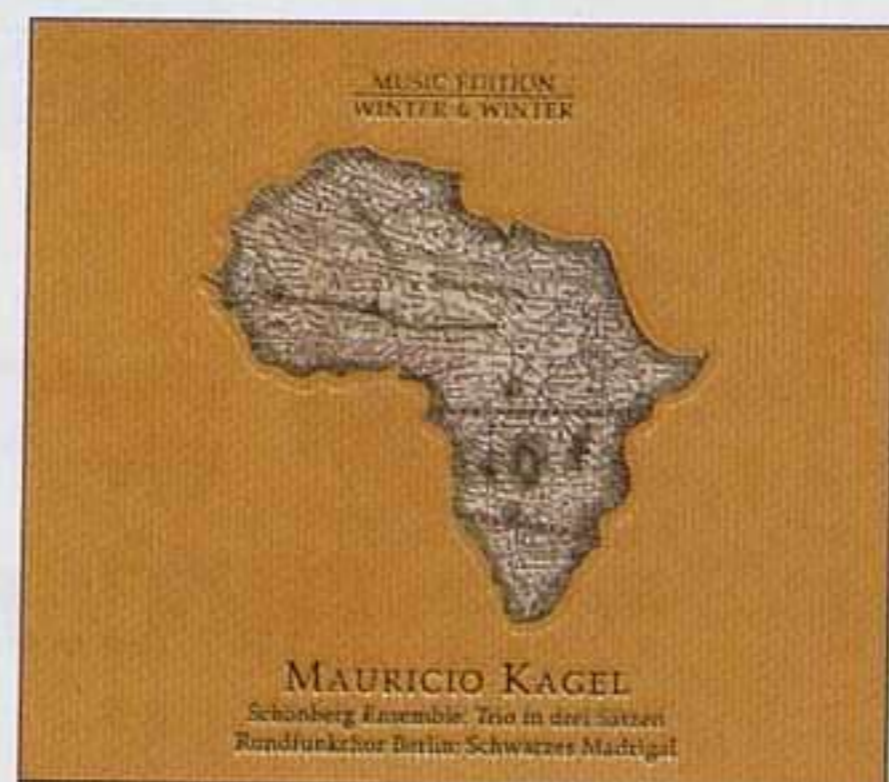 MUSIC EDITION
WINTER & WINTER
MAURICIO KAGEL
Schönberg Ensemble: Trio in drei Sätzen
Rundfunkchor Berlin: Schwarzes Madrigal